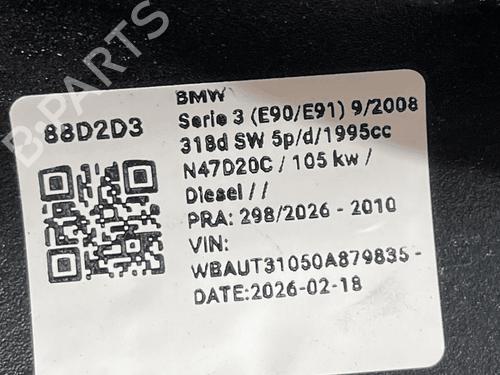 88D2D3
BMW
Serie 3 (E90/E91) 9/2008
318d SW 5p/d/1995cc
N47D20C / 105 kw /
Diesel / /
PRA: 298/2026 - 2010
VIN:
WBAUT31050A879835 -
DATE:2026-02-18